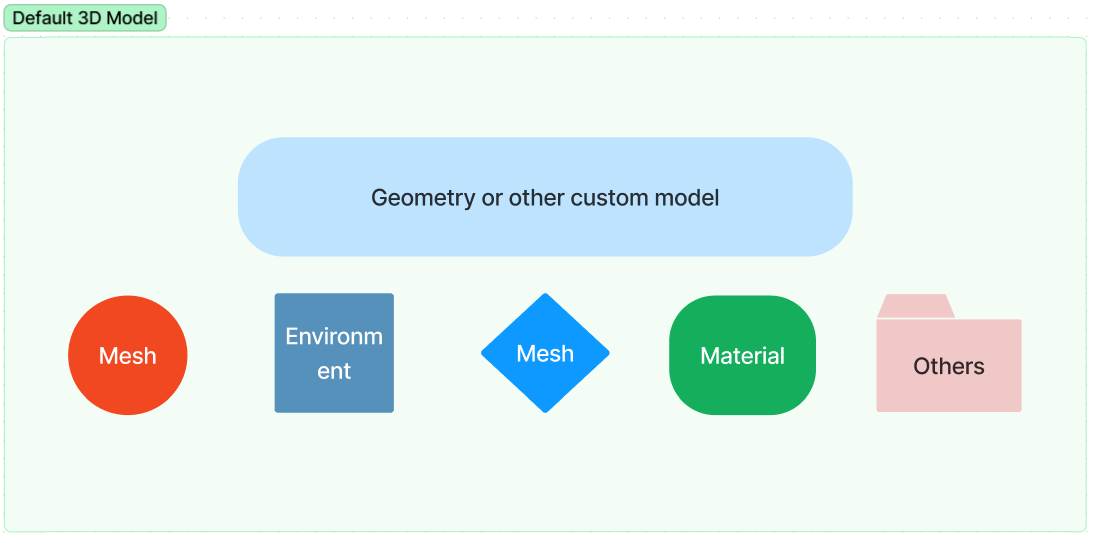 Default 3D Model
Geometry or other custom model
Mesh
Environm
ent
Mesh
Material
Others